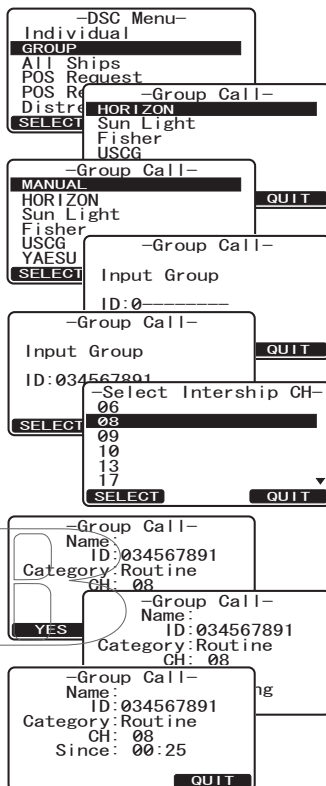 –DSC Menu–
Individual
GROUP
All Ships
POS Request
POS Re
Distre
SELECT
–Group Call–
HORIZON
Sun Light
Fisher
USCG
QUIT
–Group Call–
MANUAL
HORIZON
Sun Light
Fisher
USCG
YAESU
SELECT
–Group Call–
Input Group
ID:0--------
QUIT
–Group Call–
Input Group
ID:034567891
SELECT
–Select Intership CH–
06
08
09
10
13
17
SELECT QUIT
–Group Call–
Name:
ID:034567891
Category:Routine
CH: 08
YES
–Group Call–
Name:
ID:034567891
Category:Routine
CH: 08
ng
–Group Call–
Name:
ID:034567891
Category:Routine
CH: 08
Since: 00:25
QUIT